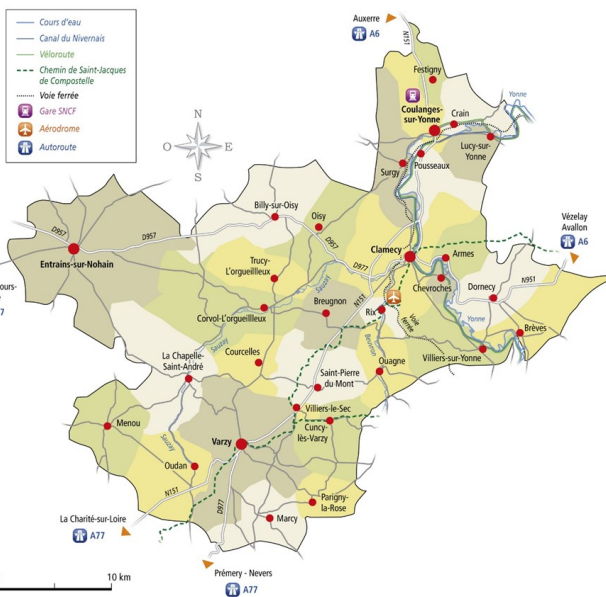 Cours d'eau
Canal du Nivernais
Véloroute
Chemin de Saint-Jacques
de Compostelle
Voie ferrée
Gare SNCF
Aérodrome
Autoroute
Auxerre
A6
N151
Festigny
Coulanges-
sur-Yonne
Crain
Yonne
Lucy-sur-
Yonne
Pousseaux
Surgy
N
O
E
S
Billy-sur-Oisy
Oisy
D957
D957
D957
Entrains-sur-Nohain
Clamecy
D977
Vézelay
Avallon
A6
Armes
Trucy-
L'orgueilleux
Sauzay
Chevroches
Dornecy
N951
N151
Breugnon
Rix
Corvol-L'orgueilleux
Voie
ferrée
Yonne
Brèves
Sauzay
Beuvron
Villiers-sur-Yonne
Courcelles
Ouagne
La Chapelle-
Saint-André
Saint-Pierre
du Mont
Villiers-le-Sec
Menou
Cuncy-
lès-Varzy
Varzy
Sauzay
Oudan
N151
D977
Parigny-
la-Rose
Marcy
La Charité-sur-Loire
A77
Prémery - Nevers
A77
10 km